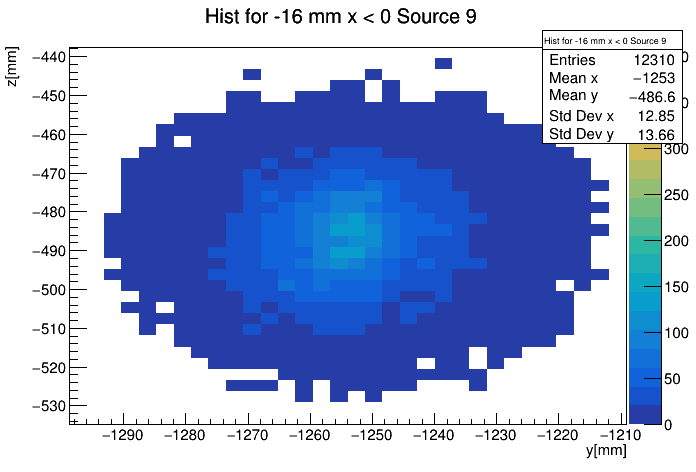 Hist for -16 mm x < 0 Source 9
z[mm]
Hist for -16 mm x < 0 Source 9
Entries 12310
Mean x −1253
Mean y −486.6
Std Dev x 12.85
Std Dev y 13.66
−440
−450
−460
−470
−480
−490
−500
−510
−520
−530
300
250
200
150
100
50
0
−1290 −1280 −1270 −1260 −1250 −1240 −1230 −1220 −1210
y[mm]